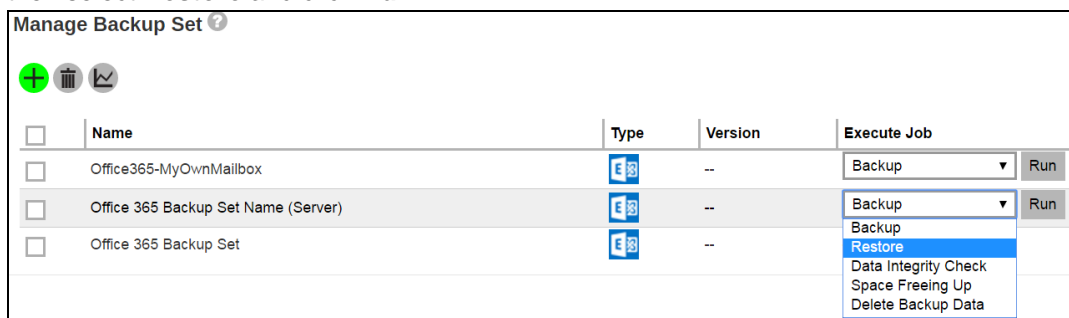 Manage Backup Set ?
Name Type Version Execute Job
Office365-MyOwnMailbox E -- Backup Run
Office 365 Backup Set Name (Server) E -- Backup Run
Office 365 Backup Set E --
Backup
Restore
Data Integrity Check
Space Freeing Up
Delete Backup Data